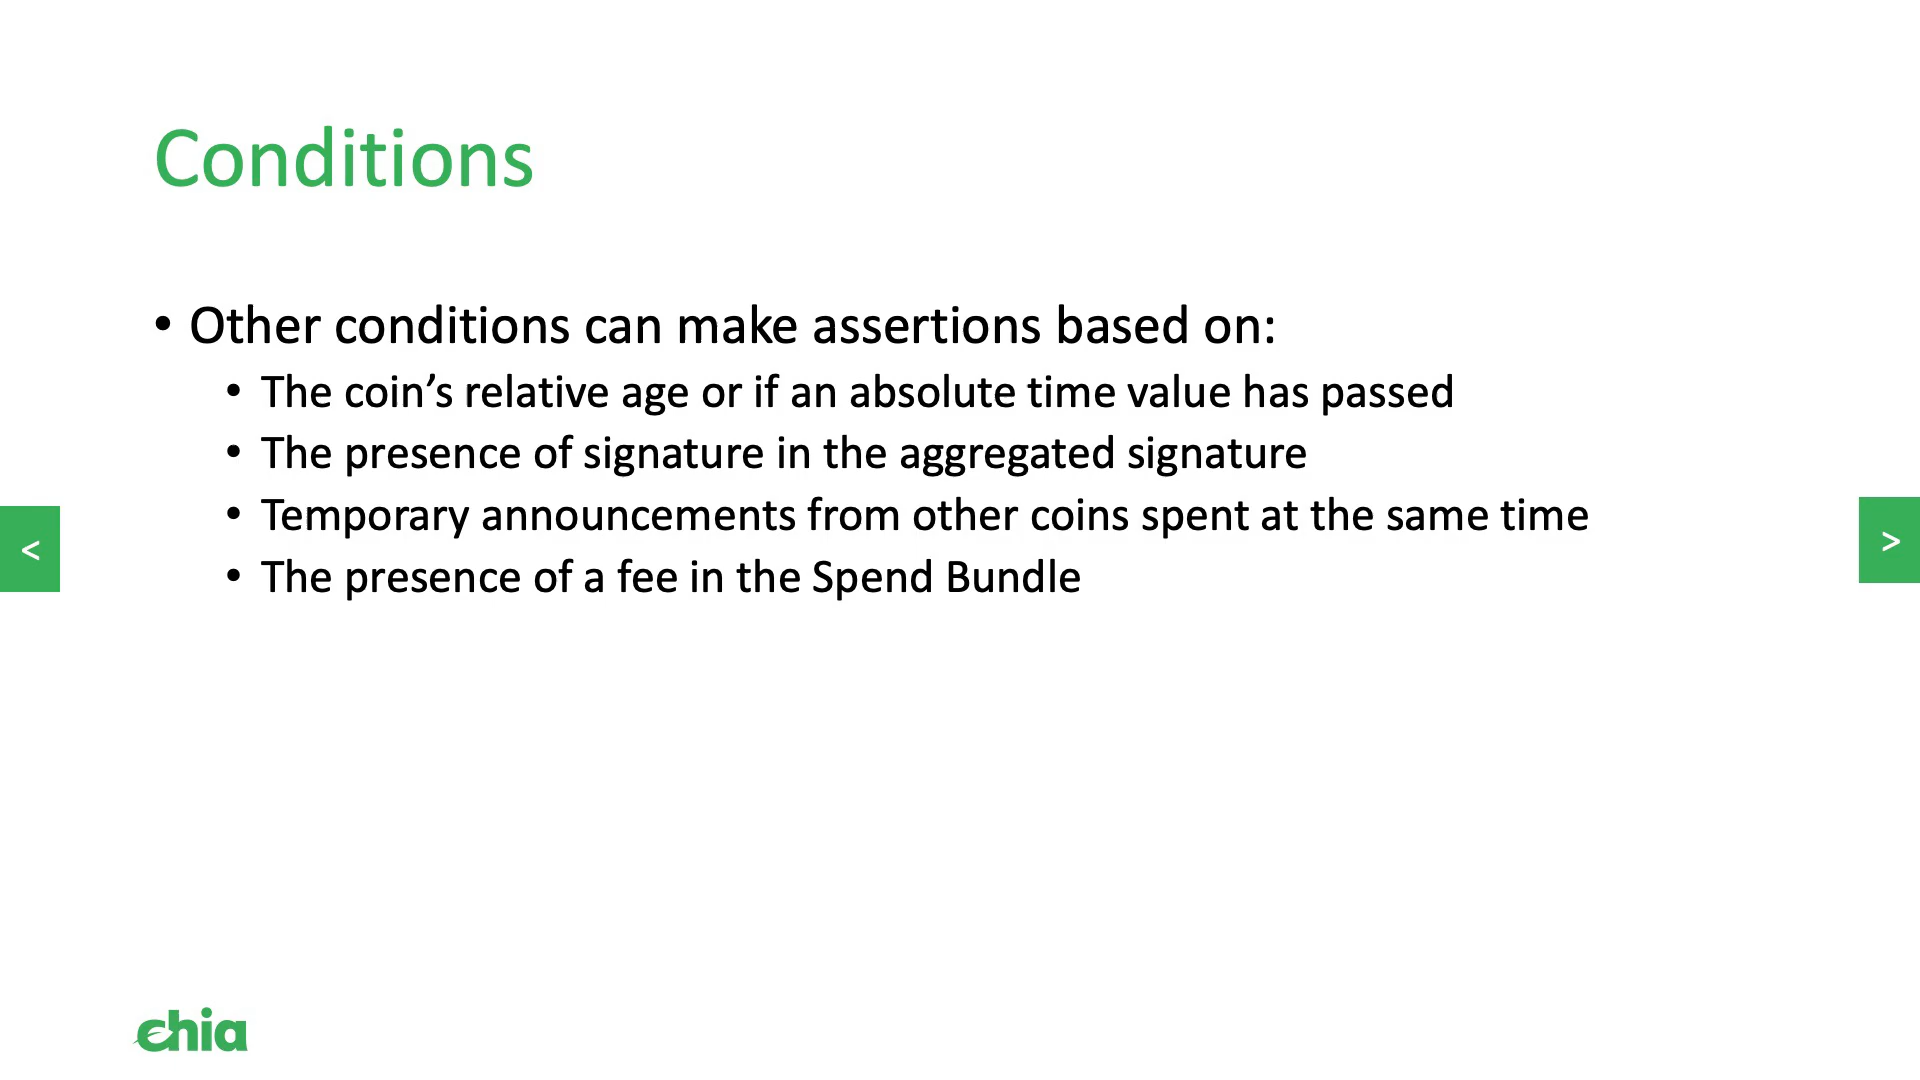 Conditions
• Other conditions can make assertions based on:
• The coin’s relative age or if an absolute time value has passed
• The presence of signature in the aggregated signature
• Temporary announcements from other coins spent at the same time
• The presence of a fee in the Spend Bundle
<
>
chia